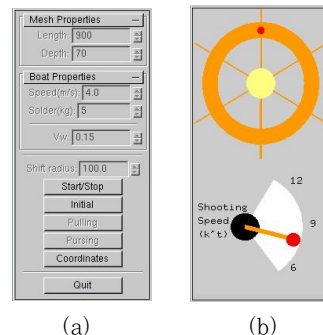 Mesh Properties
Length: 900
Depth: 70
Boat Properties
Speed(m/s): 4.0
Solder(kg): 5
Vw: 0.15
Shift radius: 100.0
Start/Stop
Initial
Pulling
Pursing
Coordinates
Quit
(a)
12
Shooting
Speed
9
(k't)
6
(b)